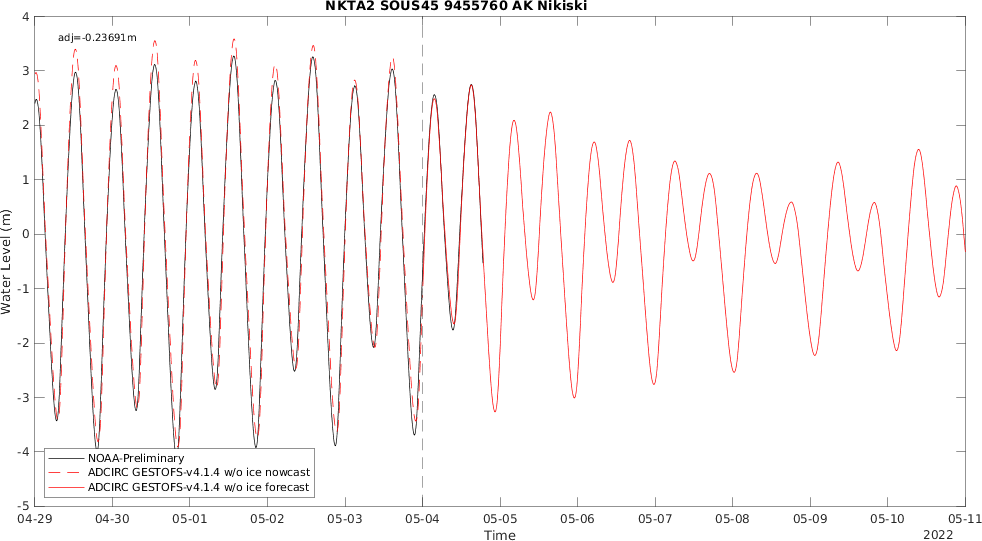 NKTA2 SOUS45 9455760 AK Nikiski
adj=-0.23691m
4
3
2
1
0
-1
-2
-3
-4
-5
Water Level (m)
NOAA-Preliminary
ADCIRC GESTOFS-v4.1.4 w/o ice nowcast
ADCIRC GESTOFS-v4.1.4 w/o ice forecast
04-29 04-30 05-01 05-02 05-03 05-04 05-05 05-06 05-07 05-08 05-09 05-10 05-11
Time
2022